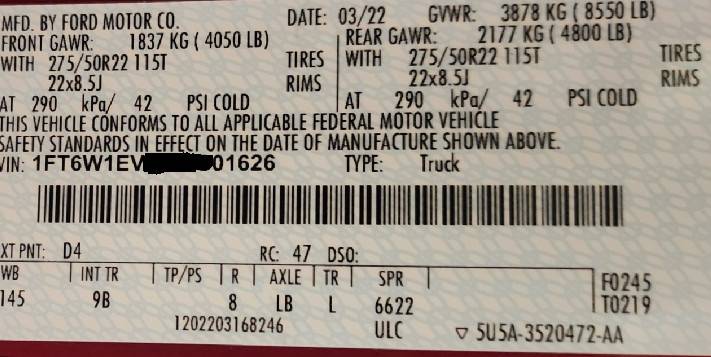 MFD. BY FORD MOTOR CO. DATE: 03/22 GVWR: 3878 KG ( 8550 LB)
FRONT GAWR: 1837 KG ( 4050 LB) REAR GAWR: 2177 KG ( 4800 LB)
WITH 275/50R22 115T TIRES WITH 275/50R22 115T TIRES
22x8.5J RIMS 22x8.5J RIMS
AT 290 kPa/ 42 PSI COLD AT 290 kPa/ 42 PSI COLD
THIS VEHICLE CONFORMS TO ALL APPLICABLE FEDERAL MOTOR VEHICLE
SAFETY STANDARDS IN EFFECT ON THE DATE OF MANUFACTURE SHOWN ABOVE.
VIN: 1FT6W1EV 01626 TYPE: Truck
XT PNT: D4 RC: 47 DSO:
WB INT TR TP/PS R AXLE TR SPR F0245
145 9B 8 LB L 6622 T0219
1202203168246 ULC ▽ 5U5A-3520472-AA